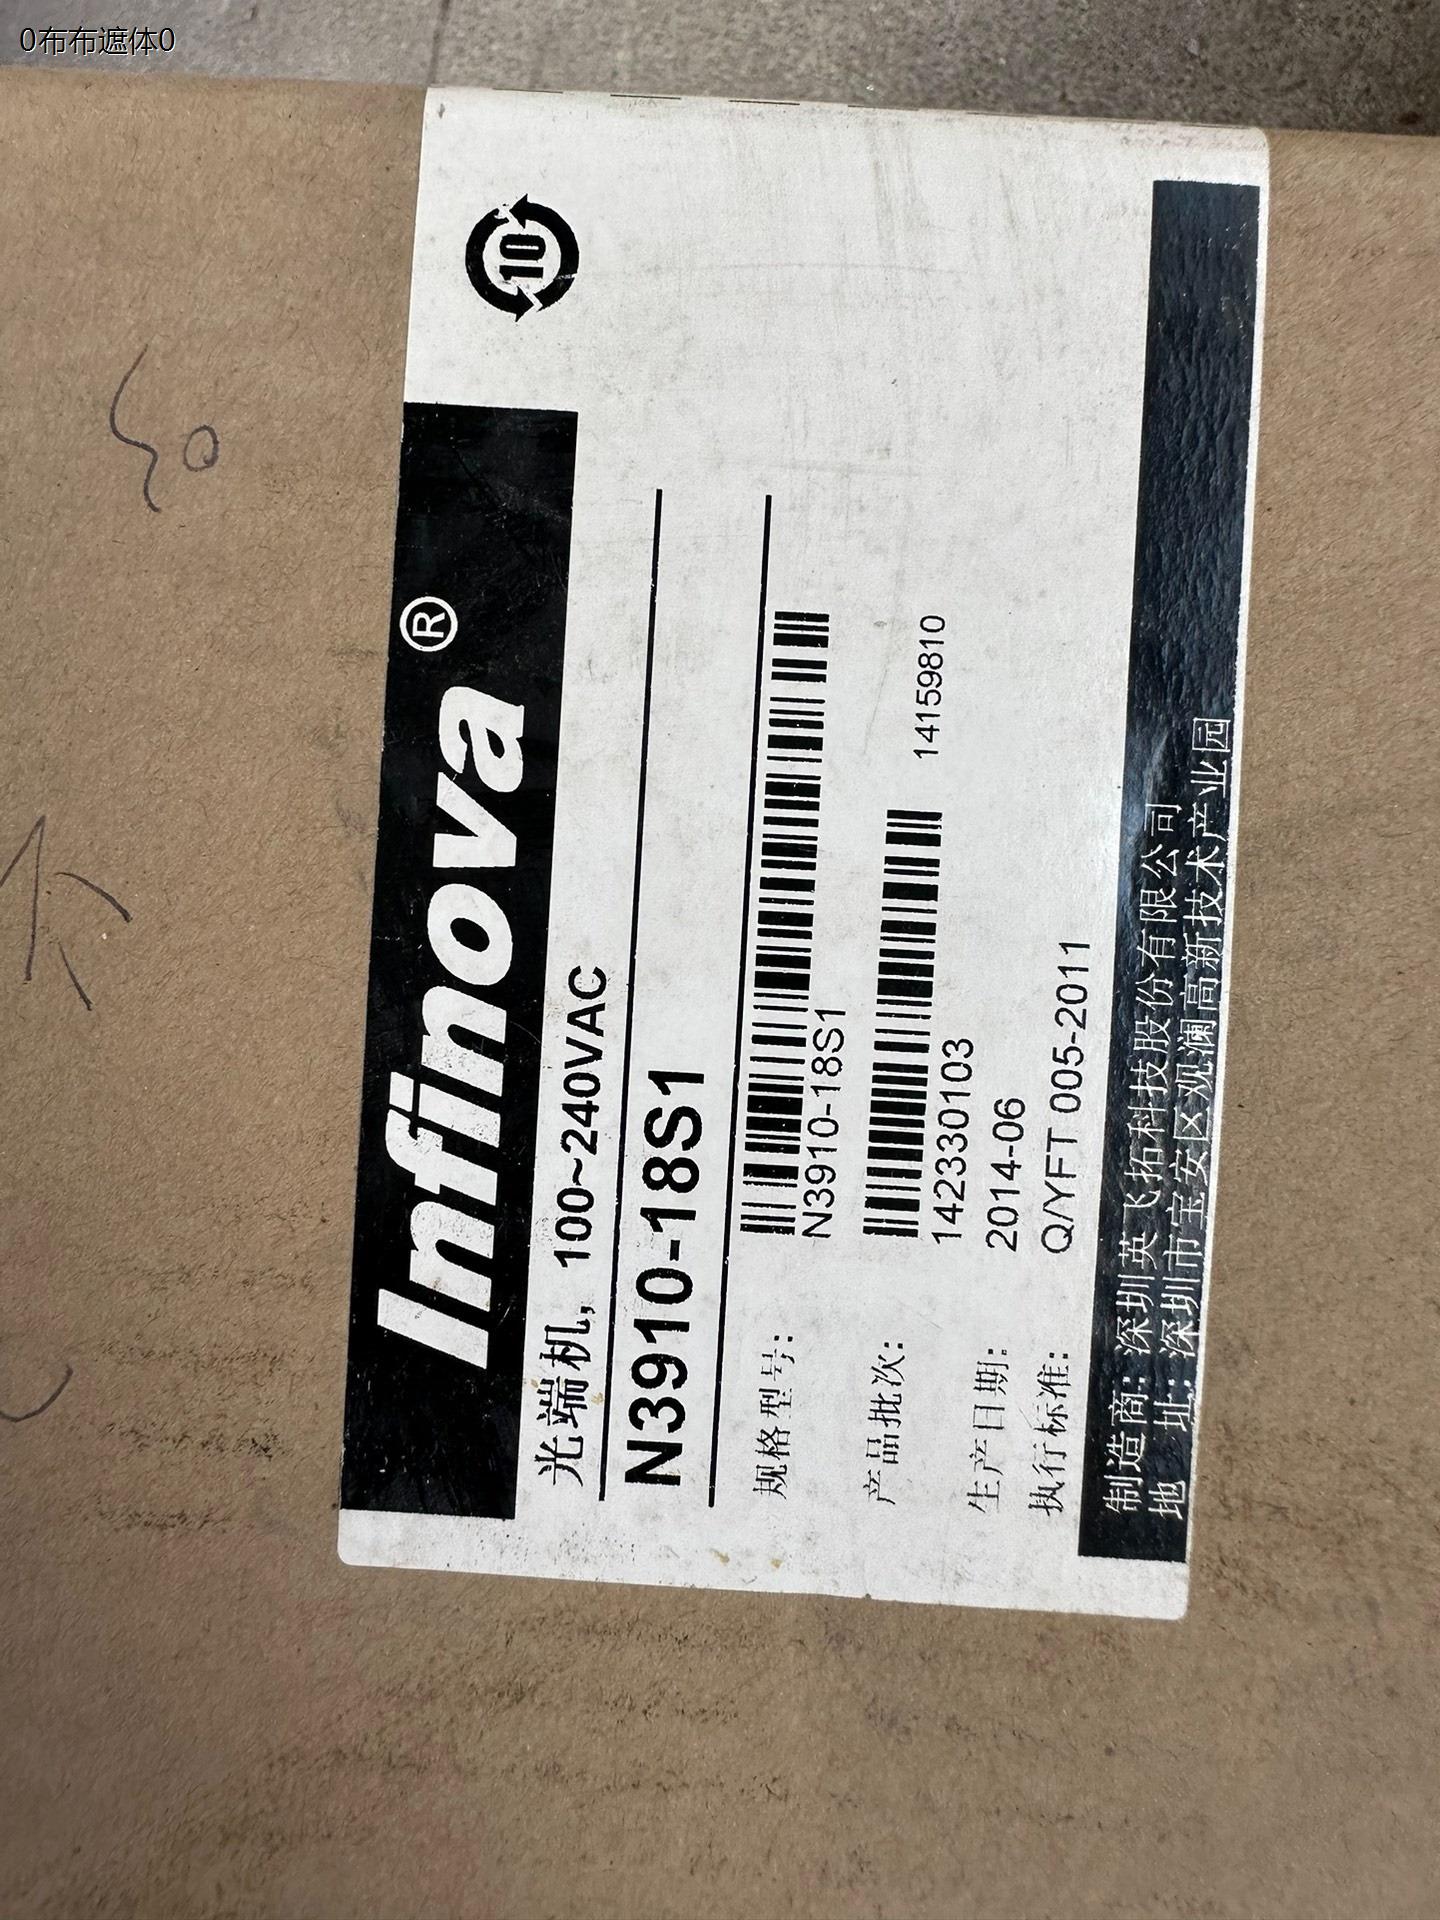 0布布遮体0
10
Infinova®
光端机，100~240VAC
N3910-18S1
规格型号：
N3910-18S1
产品批次：
142330103 14159810
生产日期： 2014-06
执行标准： Q/YFT 005-2011
制造商：深圳英飞拓科技股份有限公司
地 址：深圳市宝安区观澜高新技术产业园